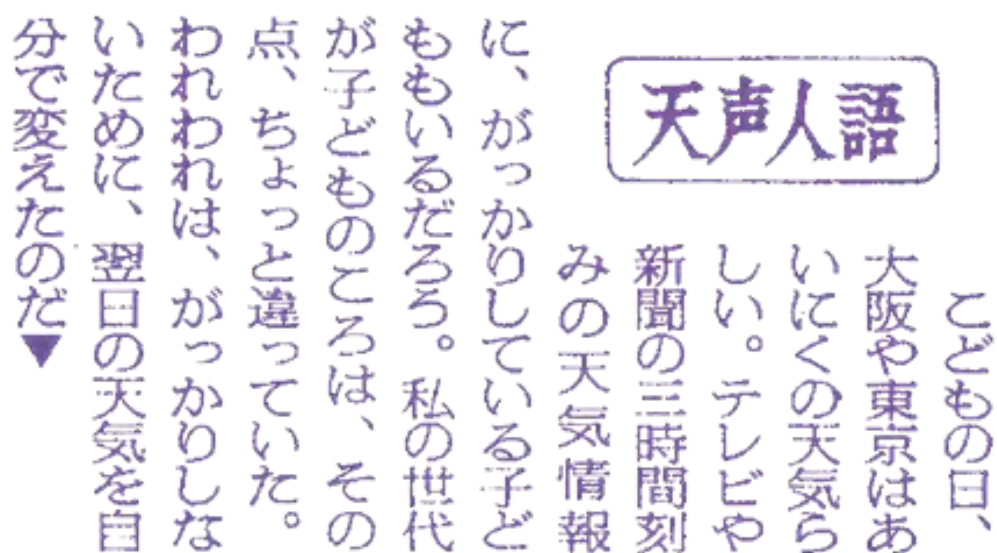 天声人語
こどもの日、
大阪や東京はあ
いにくの天気ら
しい。テレビや
新聞の三時間刻
みの天気情報
に、がっかりしている子ど
ももいるだろう。私の世代
が子どものころは、その
点、ちょっと違っていた。
われわれは、がっかりしな
いために、翌日の天気を自
分で変えたのだ▼